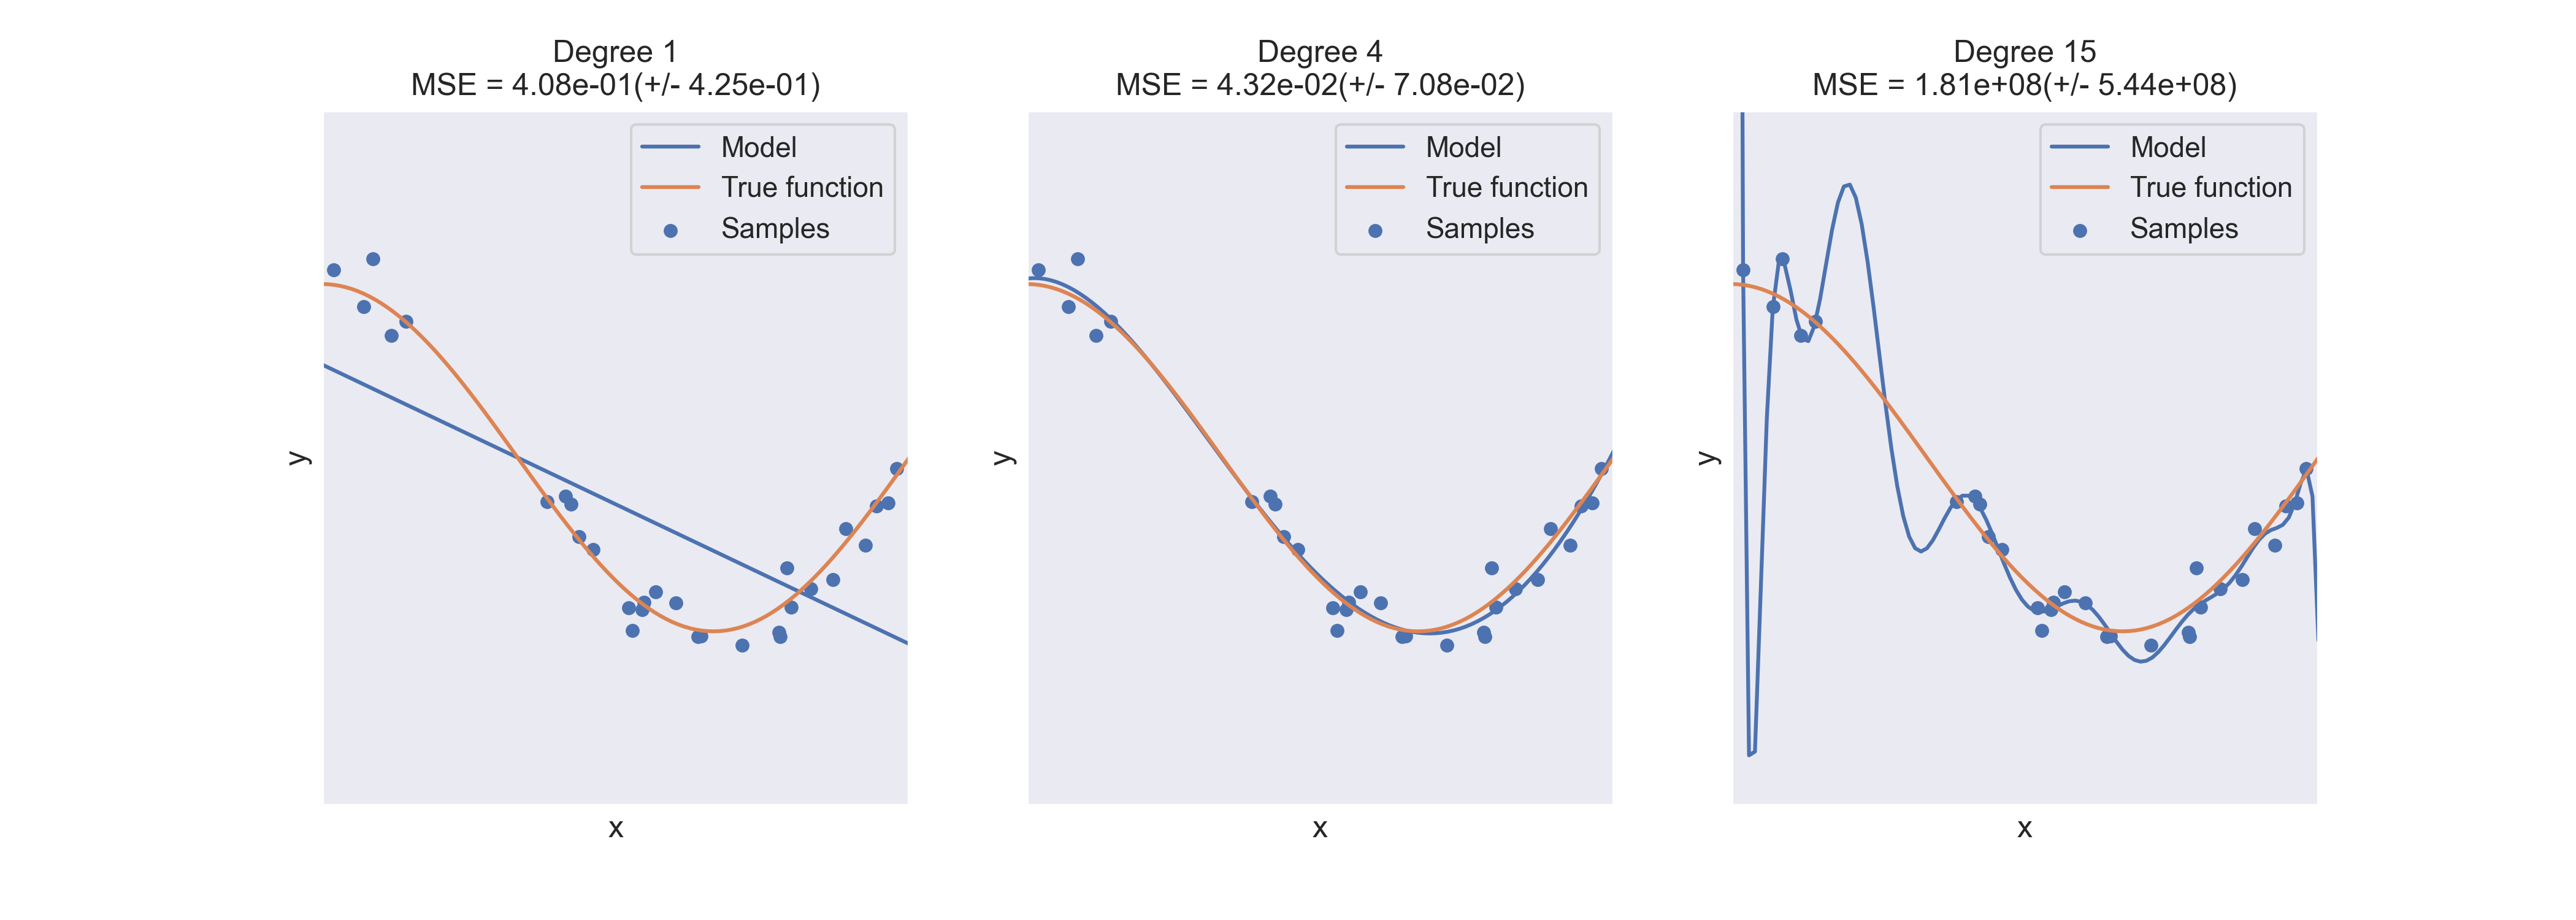 Degree 1
MSE = 4.08e-01(+/- 4.25e-01)
Model
True function
Samples
y
x
Degree 4
MSE = 4.32e-02(+/- 7.08e-02)
Model
True function
Samples
y
x
Degree 15
MSE = 1.81e+08(+/- 5.44e+08)
Model
True function
Samples
y
x